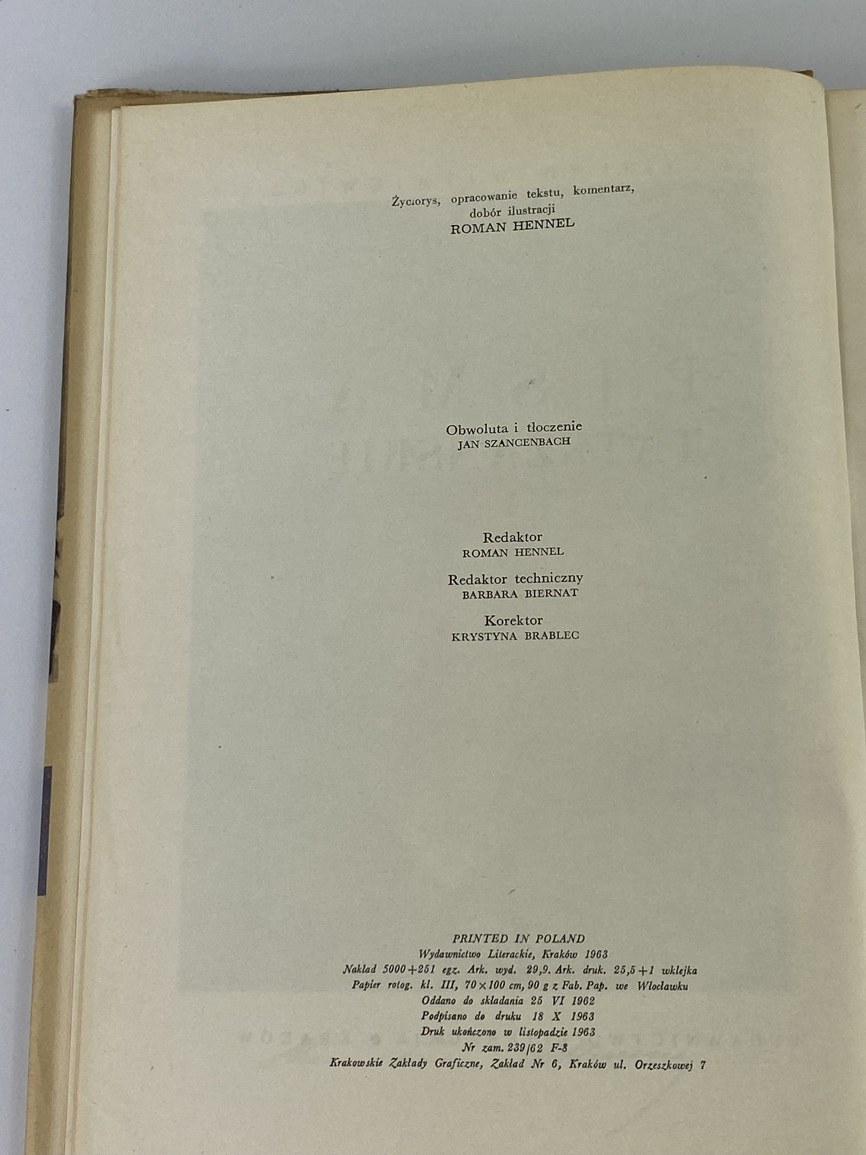 Życiorys, opracowanie tekstu, komentarz,
dobór ilustracji
ROMAN HENNEL
Obwoluta i tłoczenie
JAN SZANCENBACH
Redaktor
ROMAN HENNEL
Redaktor techniczny
BARBARA BIERNAT
Korektor
KRYSTYNA BRABLEC
PRINTED IN POLAND
Wydawnictwo Literackie, Kraków 1963
Nakład 5000+251 egz. Ark. wyd. 29,9. Ark. druk. 25,5+1 wklejka
Papier rotog. kl. III, 70×100 cm, 90 g z Fab. Pap. we Włocławku
Oddano do składania 25 VI 1962
Podpisano do druku 18 X 1963
Druk ukończono w listopadzie 1963
Nr zam. 239/62 F-8
Krakowskie Zakłady Graficzne, Zakład Nr 6, Kraków ul. Orzeszkowej 7